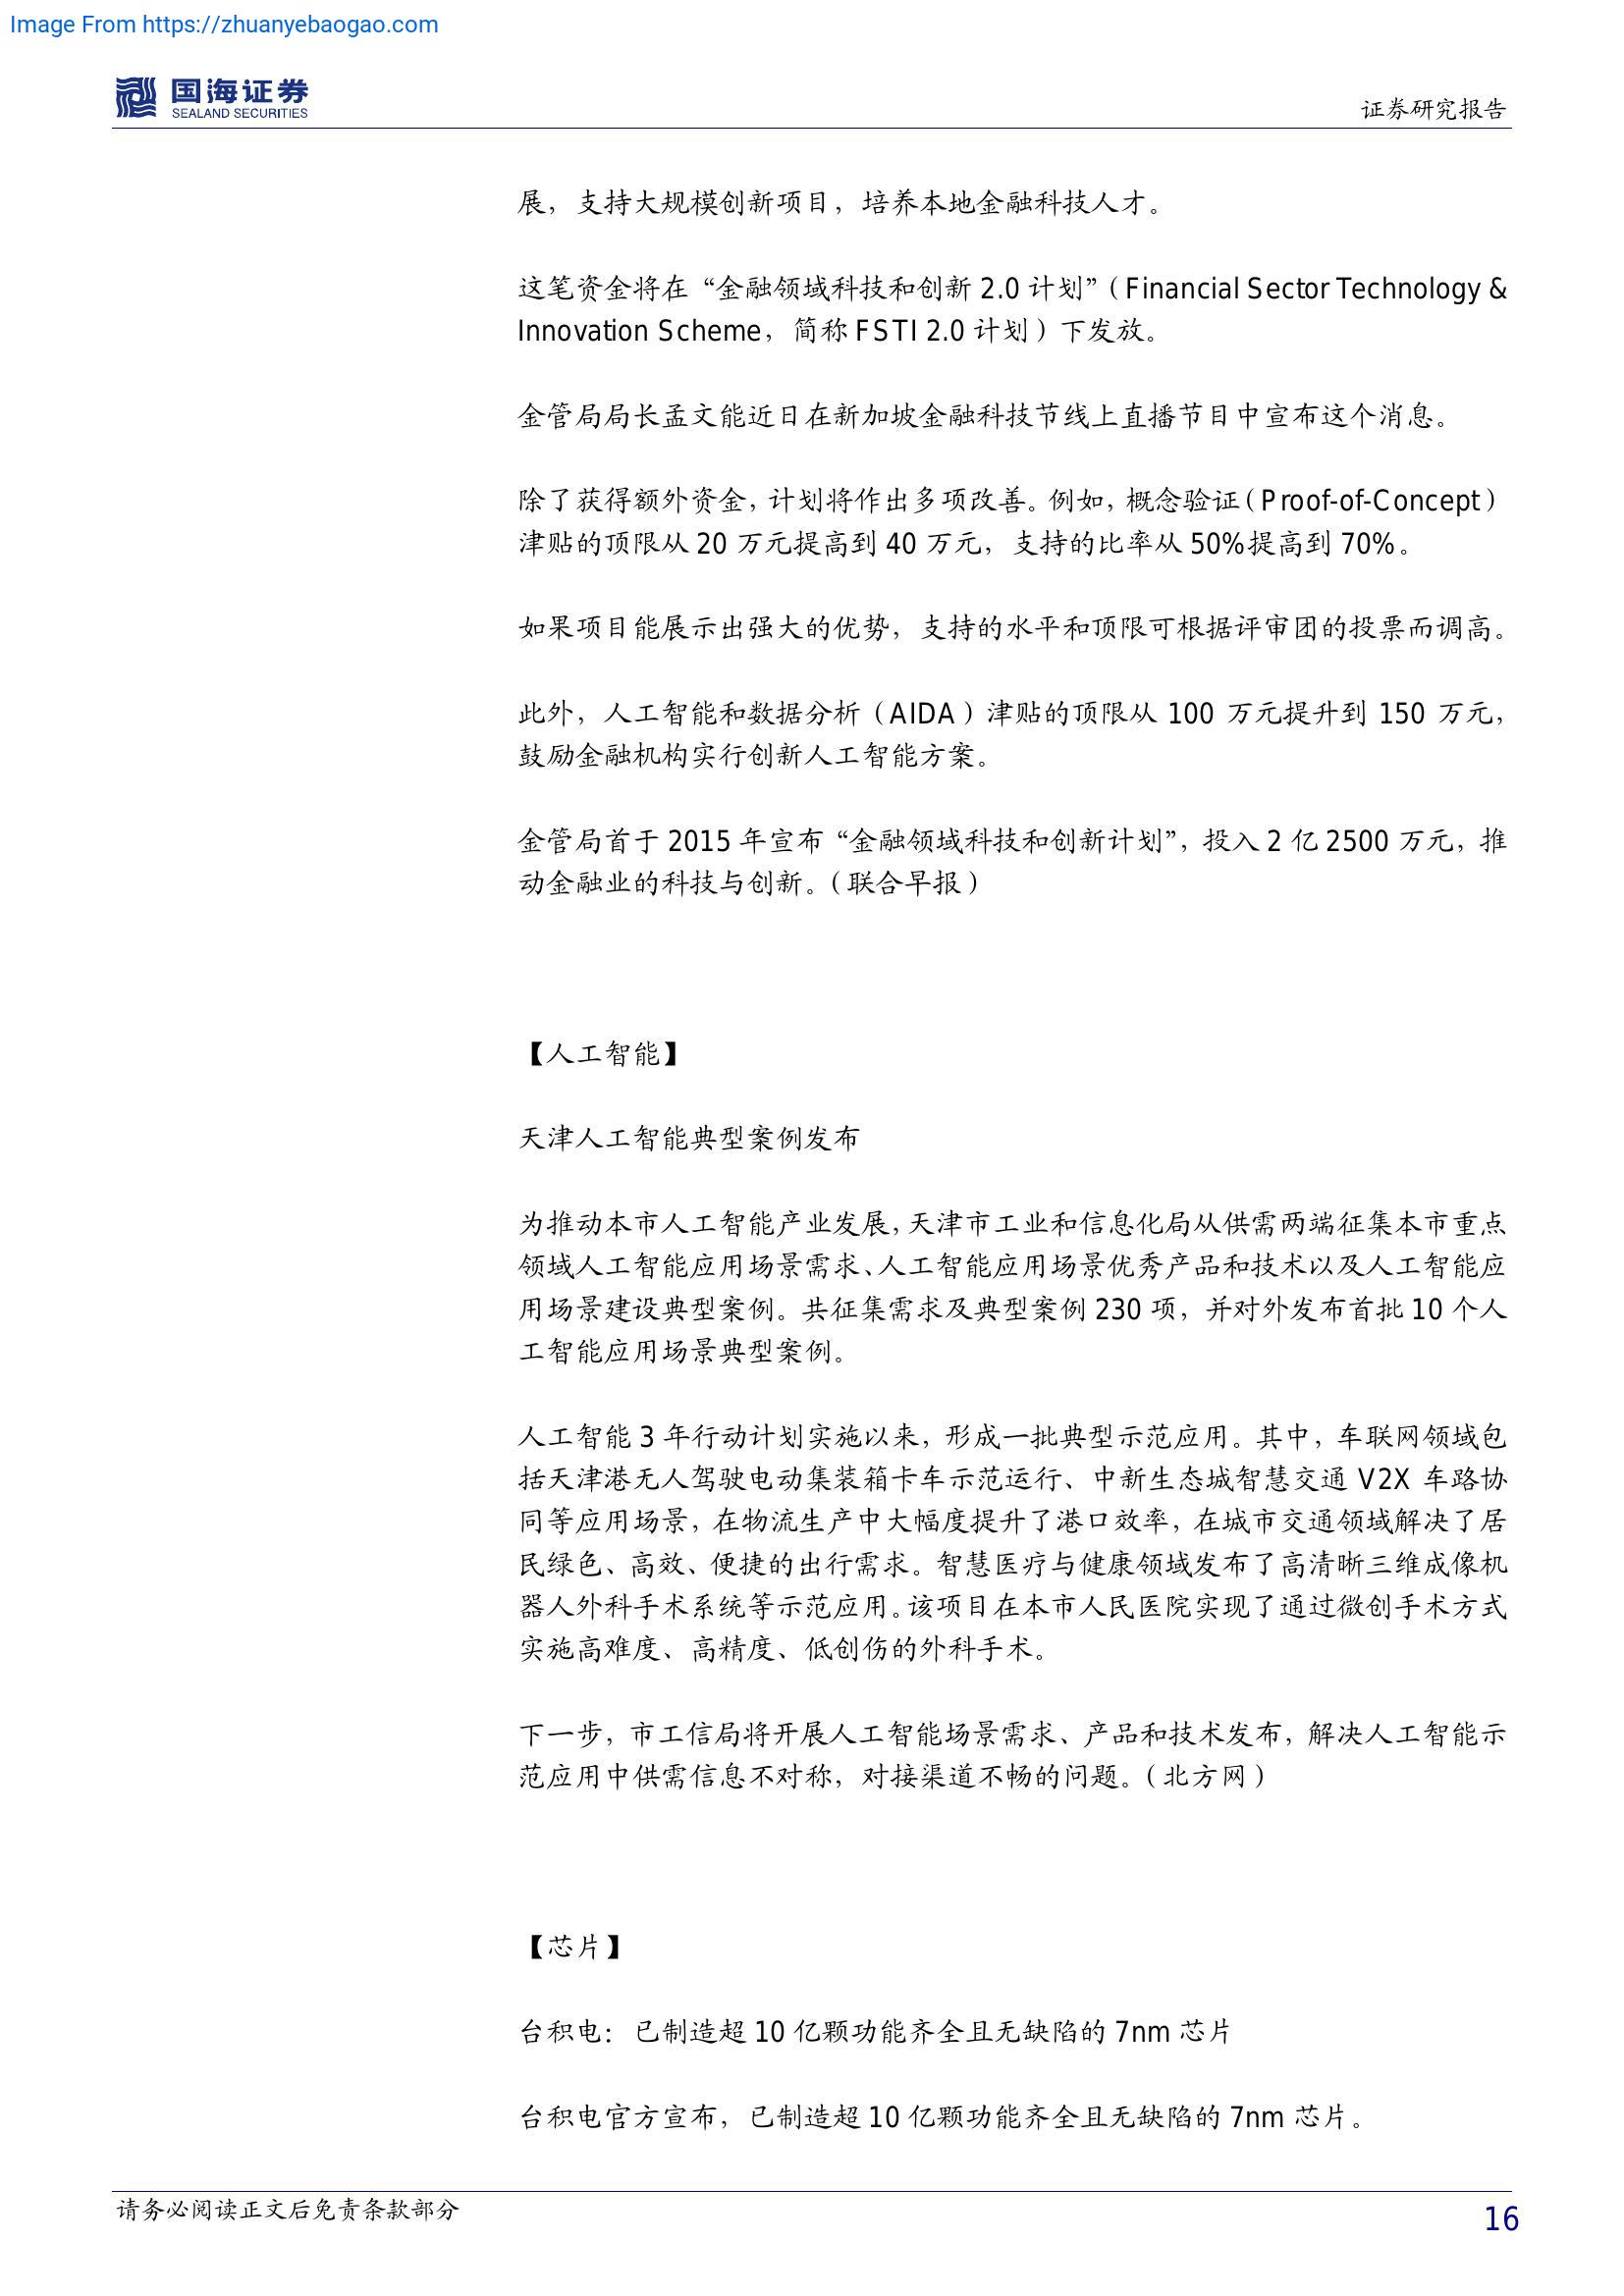 Image From https://zhuanyebaogao.com
国海证券
SEALAND SECURITIES
证券研究报告
展，支持大规模创新项目，培养本地金融科技人才。
这笔资金将在“金融领域科技和创新 2.0 计划”（Financial Sector Technology &
Innovation Scheme，简称 FSTI 2.0 计划）下发放。
金管局局长孟文能近日在新加坡金融科技节线上直播节目中宣布这个消息。
除了获得额外资金，计划将作出多项改善。例如，概念验证（Proof-of-Concept）
津贴的顶限从 20 万元提高到 40 万元，支持的比率从 50%提高到 70%。
如果项目能展示出强大的优势，支持的水平和顶限可根据评审团的投票而调高。
此外，人工智能和数据分析（AIDA）津贴的顶限从 100 万元提升到 150 万元，
鼓励金融机构实行创新人工智能方案。
金管局首于 2015 年宣布“金融领域科技和创新计划”，投入 2 亿 2500 万元，推
动金融业的科技与创新。（联合早报）
【人工智能】
天津人工智能典型案例发布
为推动本市人工智能产业发展，天津市工业和信息化局从供需两端征集本市重点
领域人工智能应用场景需求、人工智能应用场景优秀产品和技术以及人工智能应
用场景建设典型案例。共征集需求及典型案例 230 项，并对外发布首批 10 个人
工智能应用场景典型案例。
人工智能 3 年行动计划实施以来，形成一批典型示范应用。其中，车联网领域包
括天津港无人驾驶电动集装箱卡车示范运行、中新生态城智慧交通 V2X 车路协
同等应用场景，在物流生产中大幅度提升了港口效率，在城市交通领域解决了居
民绿色、高效、便捷的出行需求。智慧医疗与健康领域发布了高清晰三维成像机
器人外科手术系统等示范应用。该项目在本市人民医院实现了通过微创手术方式
实施高难度、高精度、低创伤的外科手术。
下一步，市工信局将开展人工智能场景需求、产品和技术发布，解决人工智能示
范应用中供需信息不对称，对接渠道不畅的问题。（北方网）
【芯片】
台积电：已制造超 10 亿颗功能齐全且无缺陷的 7nm 芯片
台积电官方宣布，已制造超 10 亿颗功能齐全且无缺陷的 7nm 芯片。
请务必阅读正文后免责条款部分
16